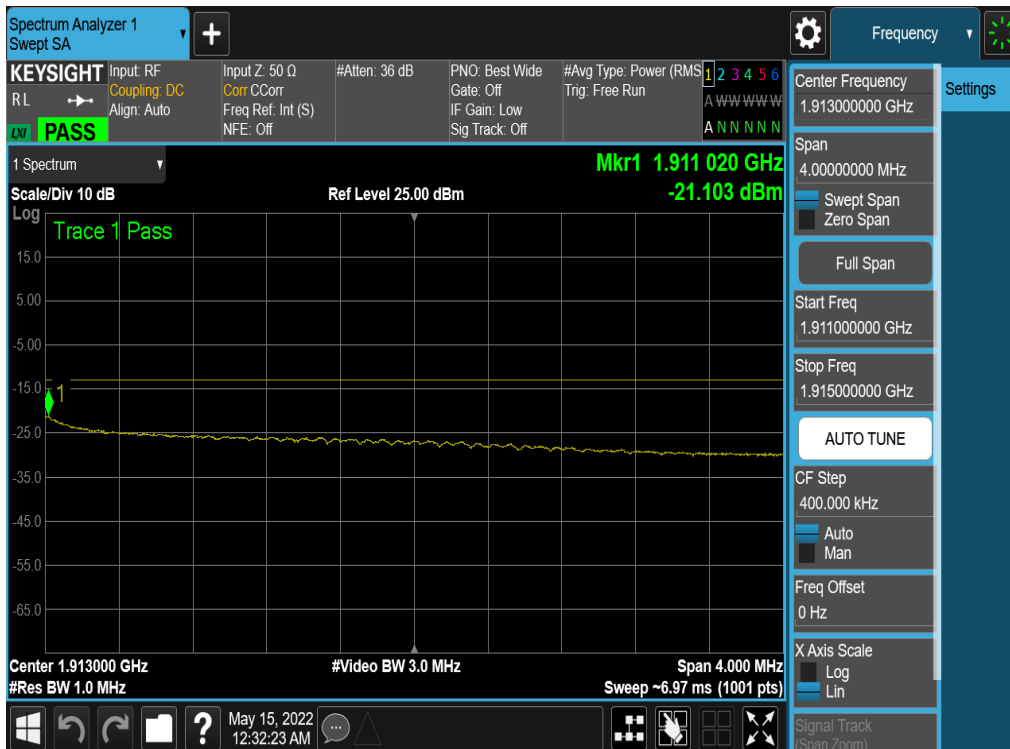 Spectrum Analyzer 1
Swept SA
+
Frequency
KEYSIGHT
R L
LXI PASS
Input: RF
Coupling: DC
Align: Auto
Input Z: 50 Ω
Corr CCorr
Freq Ref: Int (S)
NFE: Off
#Atten: 36 dB
PNO: Best Wide
Gate: Off
IF Gain: Low
Sig Track: Off
#Avg Type: Power (RMS
Trig: Free Run
1 2 3 4 5 6
A W W W W W
A N N N N N
1 Spectrum
Scale/Div 10 dB
Ref Level 25.00 dBm
Mkr1 1.911 020 GHz
-21.103 dBm
Log
Trace 1 Pass
15.0
5.00
-5.00
-15.0
1
-25.0
-35.0
-45.0
-55.0
-65.0
Center 1.913000 GHz
#Video BW 3.0 MHz
Span 4.000 MHz
#Res BW 1.0 MHz
Sweep ~6.97 ms (1001 pts)
?
May 15, 2022
12:32:23 AM
Center Frequency
1.913000000 GHz
Span
4.00000000 MHz
Swept Span
Zero Span
Full Span
Start Freq
1.911000000 GHz
Stop Freq
1.915000000 GHz
AUTO TUNE
CF Step
400.000 kHz
Auto
Man
Freq Offset
0 Hz
X Axis Scale
Log
Lin
Signal Track
(Span Zoom)
Settings